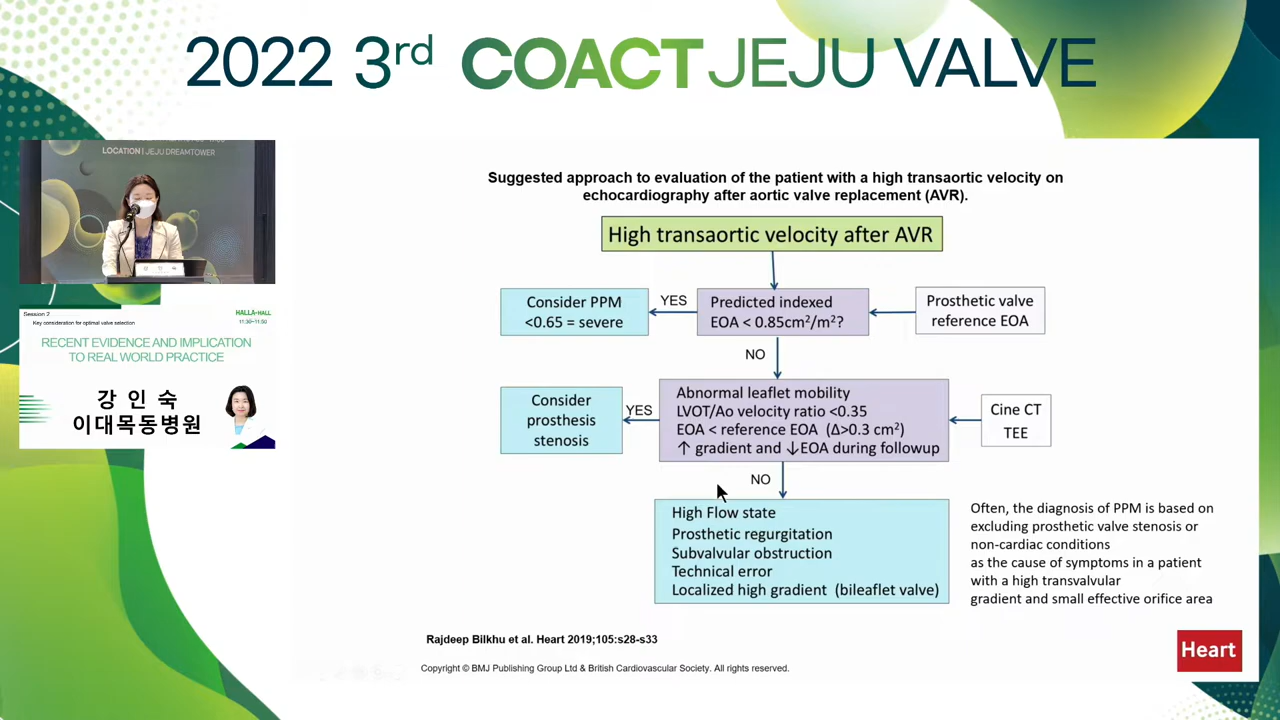 2022 3rd COACT JEJU VALVE
LOCATION | JEJU DREAMTOWER
Session 2
Key consideration for optimal valve selection
HALLA-HALL
11:30~11:50
RECENT EVIDENCE AND IMPLICATION
TO REAL WORLD PRACTICE
강 인 숙
이대목동병원
Suggested approach to evaluation of the patient with a high transaortic velocity on
echocardiography after aortic valve replacement (AVR).
High transaortic velocity after AVR
Consider PPM
<0.65 = severe
YES
Predicted indexed
EOA < 0.85cm²/m²?
Prosthetic valve
reference EOA
NO
Consider
prosthesis
stenosis
YES
Abnormal leaflet mobility
LVOT/Ao velocity ratio <0.35
EOA < reference EOA (Δ>0.3 cm²)
↑ gradient and ↓EOA during followup
Cine CT
TEE
NO
High Flow state
Prosthetic regurgitation
Subvalvular obstruction
Technical error
Localized high gradient (bileaflet valve)
Often, the diagnosis of PPM is based on
excluding prosthetic valve stenosis or
non-cardiac conditions
as the cause of symptoms in a patient
with a high transvalvular
gradient and small effective orifice area
Rajdeep Bilkhu et al. Heart 2019;105:s28-s33
Copyright © BMJ Publishing Group Ltd & British Cardiovascular Society. All rights reserved.
Heart